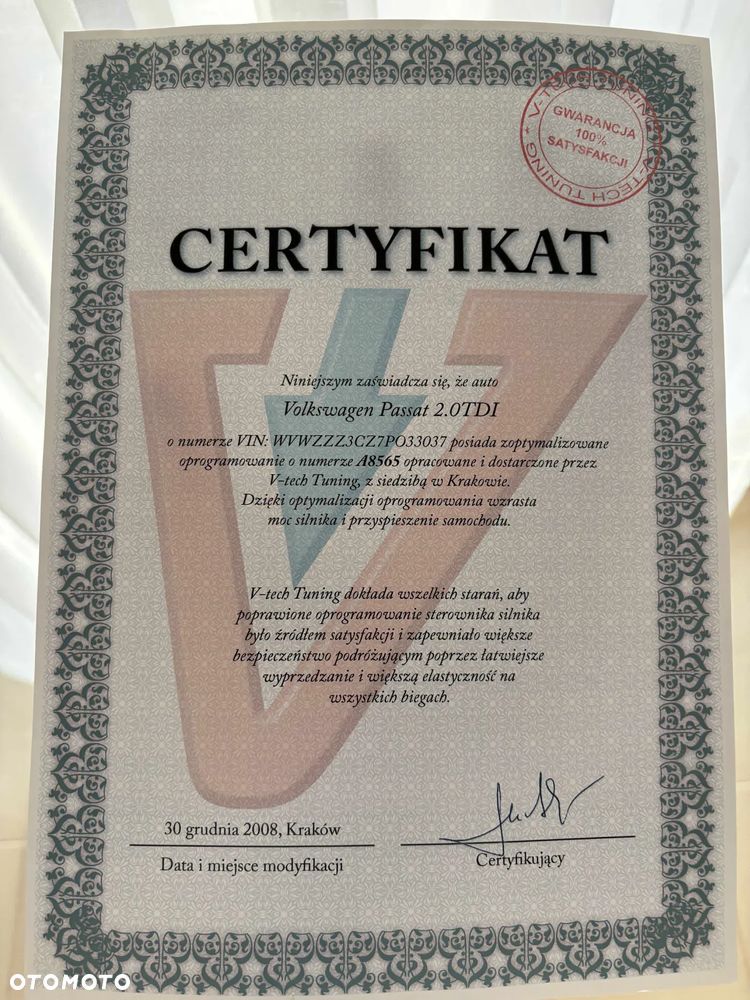 V-TECH TUNING
V-TECH TUNING
GWARANCJA
100%
SATYSFAKCJI
CERTYFIKAT
Niniejszym zaświadcza się, że auto
Volkswagen Passat 2.0TDI
o numerze VIN: WVWZZZ3CZ7PO33037 posiada zoptymalizowane
oprogramowanie o numerze A8565 opracowane i dostarczone przez
V-tech Tuning, z siedzibą w Krakowie.
Dzięki optymalizacji oprogramowania wzrasta
moc silnika i przyspieszenie samochodu.
V-tech Tuning dokłada wszelkich starań, aby
poprawione oprogramowanie sterownika silnika
było źródłem satysfakcji i zapewniało większe
bezpieczeństwo podróżującym poprzez łatwiejsze
wyprzedzanie i większą elastyczność na
wszystkich biegach.
30 grudnia 2008, Kraków
Data i miejsce modyfikacji
Certyfikujący
OTOMOTO